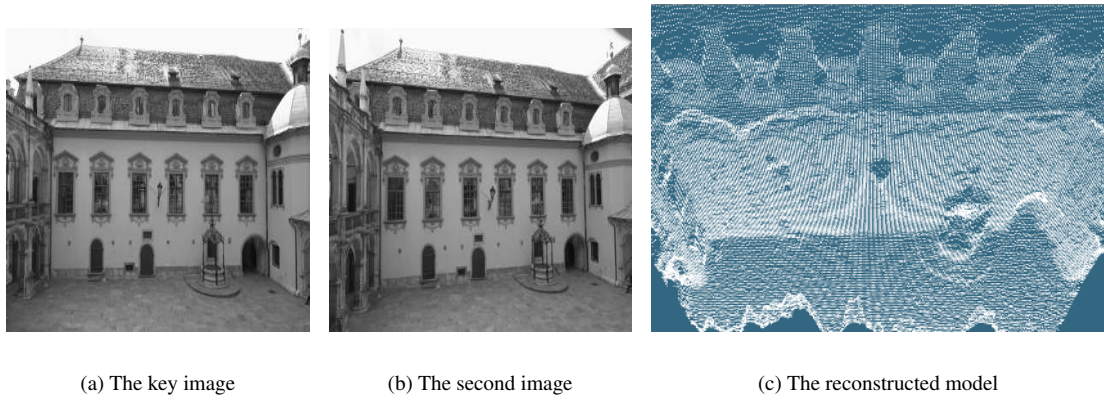 (a) The key image
(b) The second image
(c) The reconstructed model